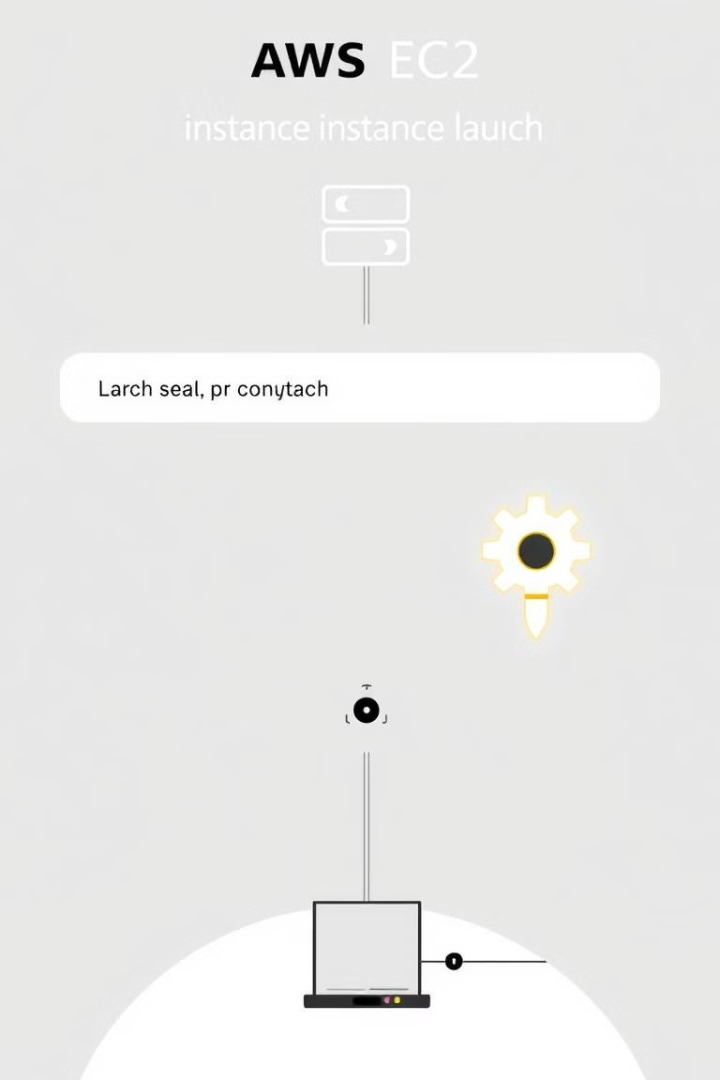 AWS EC2
instance instance lauich
Larch seal, pr conytach